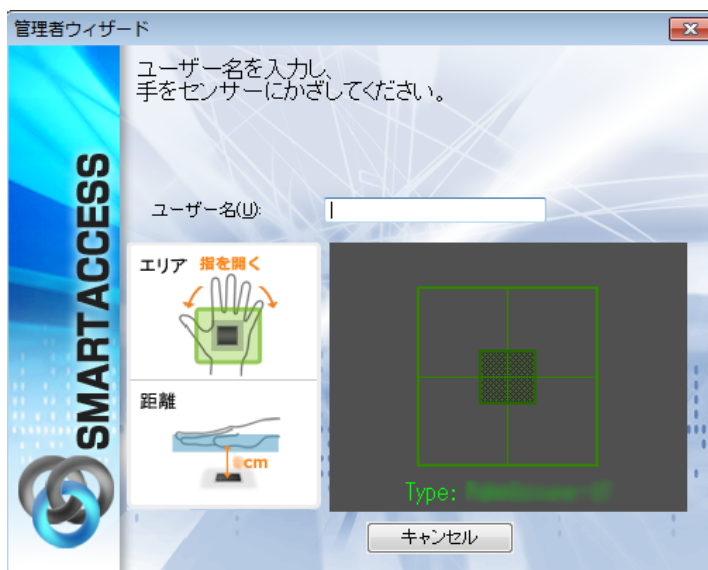 管理者ウィザード
ユーザー名を入力し、
手をセンサーにかざしてください。
SMARTACCESS
ユーザー名(U):
エリア 指を開く
距離
cm
Type:
キャンセル